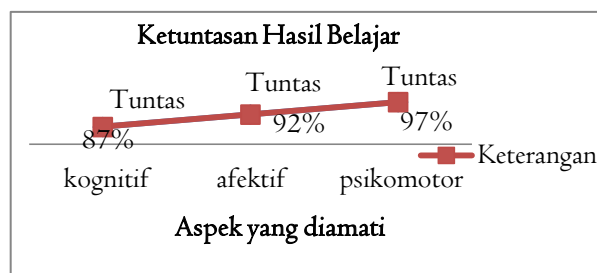 Ketuntasan Hasil Belajar
Tuntas Tuntas Tuntas
87% 92% 97%
Keterangan
kognitif afektif psikomotor
Aspek yang diamati